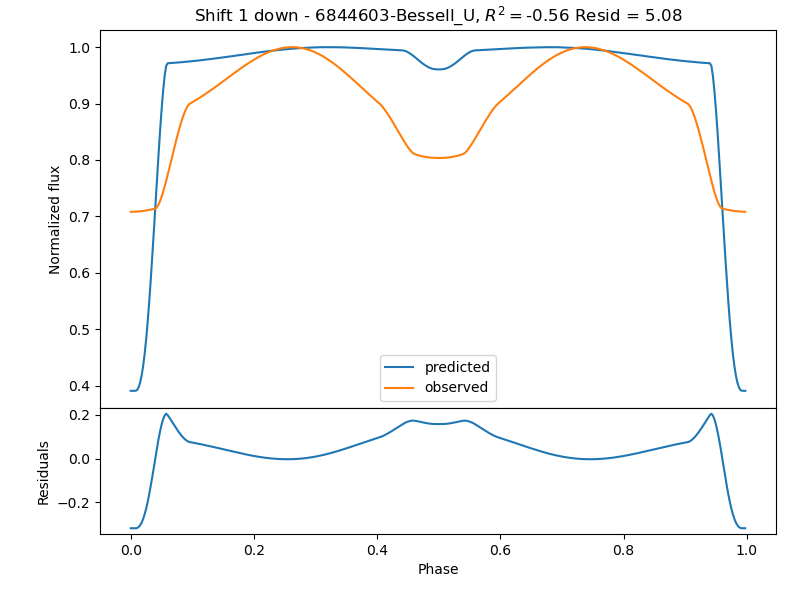 Shift 1 down - 6844603-Bessell_U, R² = -0.56 Resid = 5.08
Normalized flux
1.0
0.9
0.8
0.7
0.6
0.5
0.4
predicted
observed
Residuals
0.2
0.0
−0.2
0.0 0.2 0.4 0.6 0.8 1.0
Phase